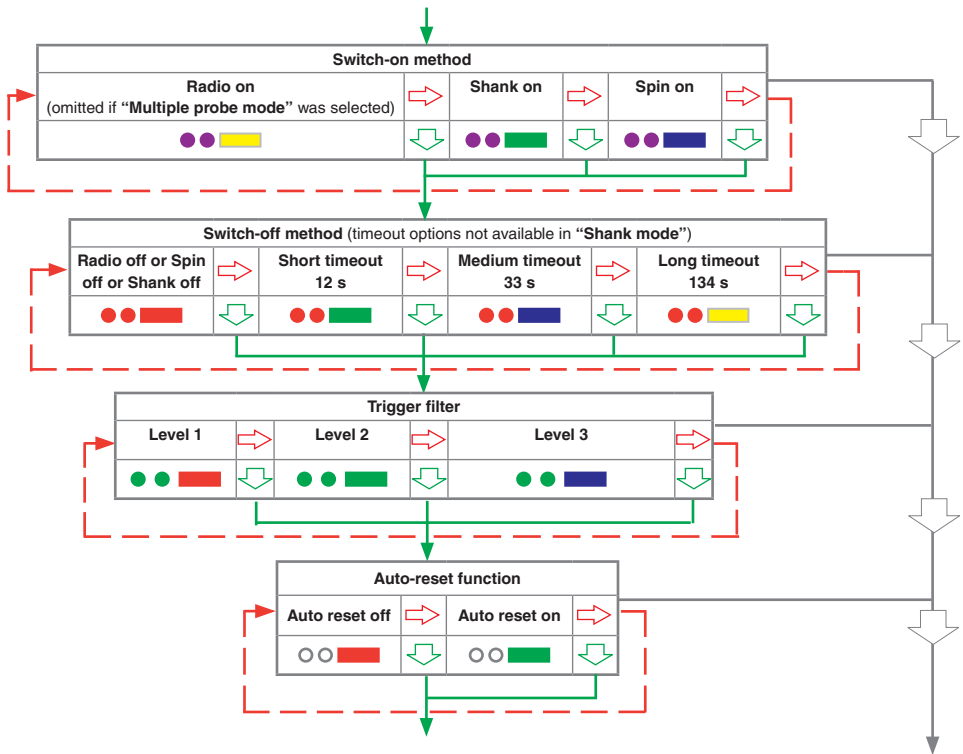 Switch-on method
Radio on
(omitted if “Multiple probe mode” was selected)
Shank on
Spin on
Switch-off method (timeout options not available in “Shank mode”)
Radio off or Spin
off or Shank off
Short timeout
12 s
Medium timeout
33 s
Long timeout
134 s
Trigger filter
Level 1
Level 2
Level 3
Auto-reset function
Auto reset off
Auto reset on